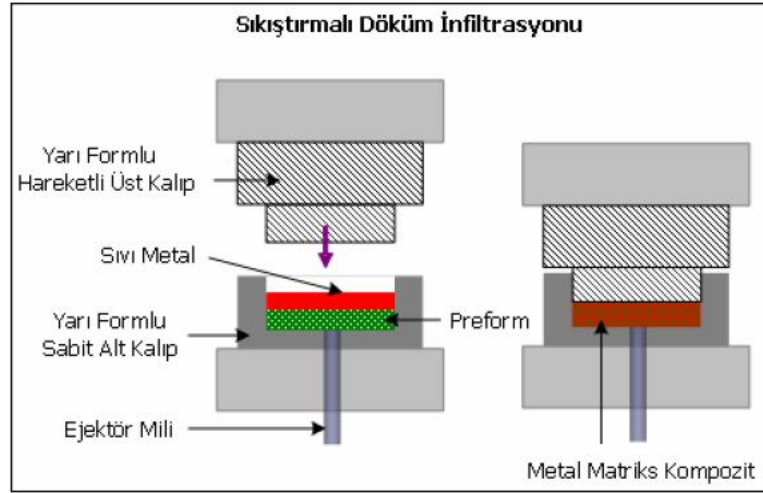 Sıkıştırmalı Döküm İnfiltrasyonu
Yarı Formlu
Hareketli Üst Kalıp
Sıvı Metal
Yarı Formlu
Sabit Alt Kalıp
Preform
Ejektör Mili
Metal Matriks Kompozit